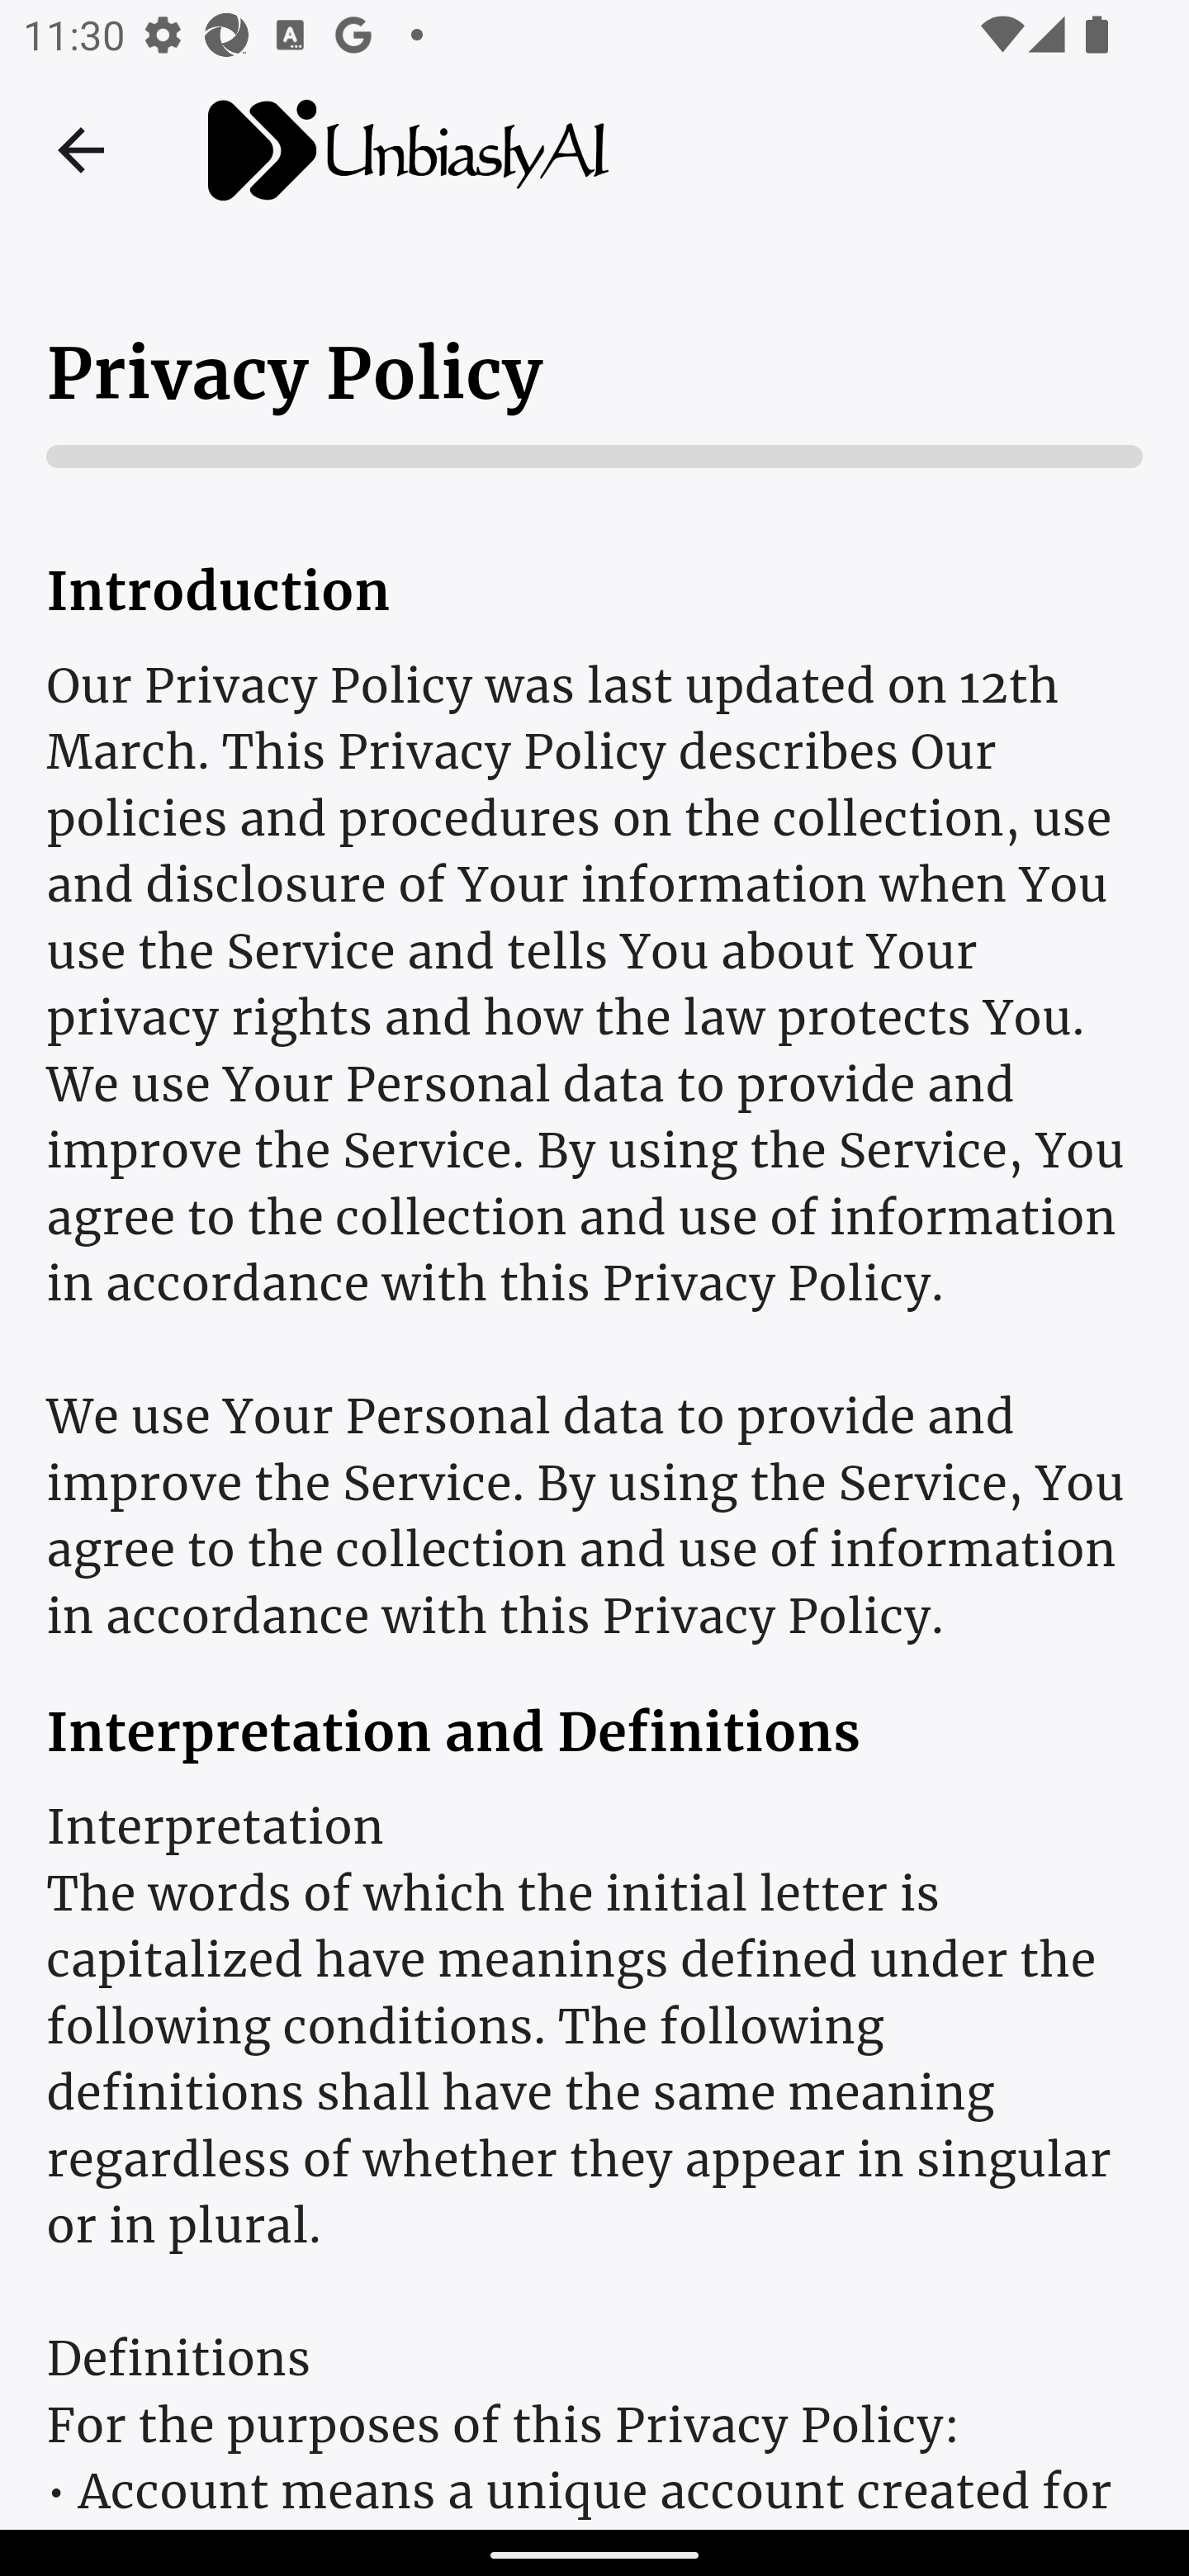 11:30
UnbiaslyAI
Privacy Policy
Introduction
Our Privacy Policy was last updated on 12th
March. This Privacy Policy describes Our
policies and procedures on the collection, use
and disclosure of Your information when You
use the Service and tells You about Your
privacy rights and how the law protects You.
We use Your Personal data to provide and
improve the Service. By using the Service, You
agree to the collection and use of information
in accordance with this Privacy Policy.
We use Your Personal data to provide and
improve the Service. By using the Service, You
agree to the collection and use of information
in accordance with this Privacy Policy.
Interpretation and Definitions
Interpretation
The words of which the initial letter is
capitalized have meanings defined under the
following conditions. The following
definitions shall have the same meaning
regardless of whether they appear in singular
or in plural.
Definitions
For the purposes of this Privacy Policy:
• Account means a unique account created for